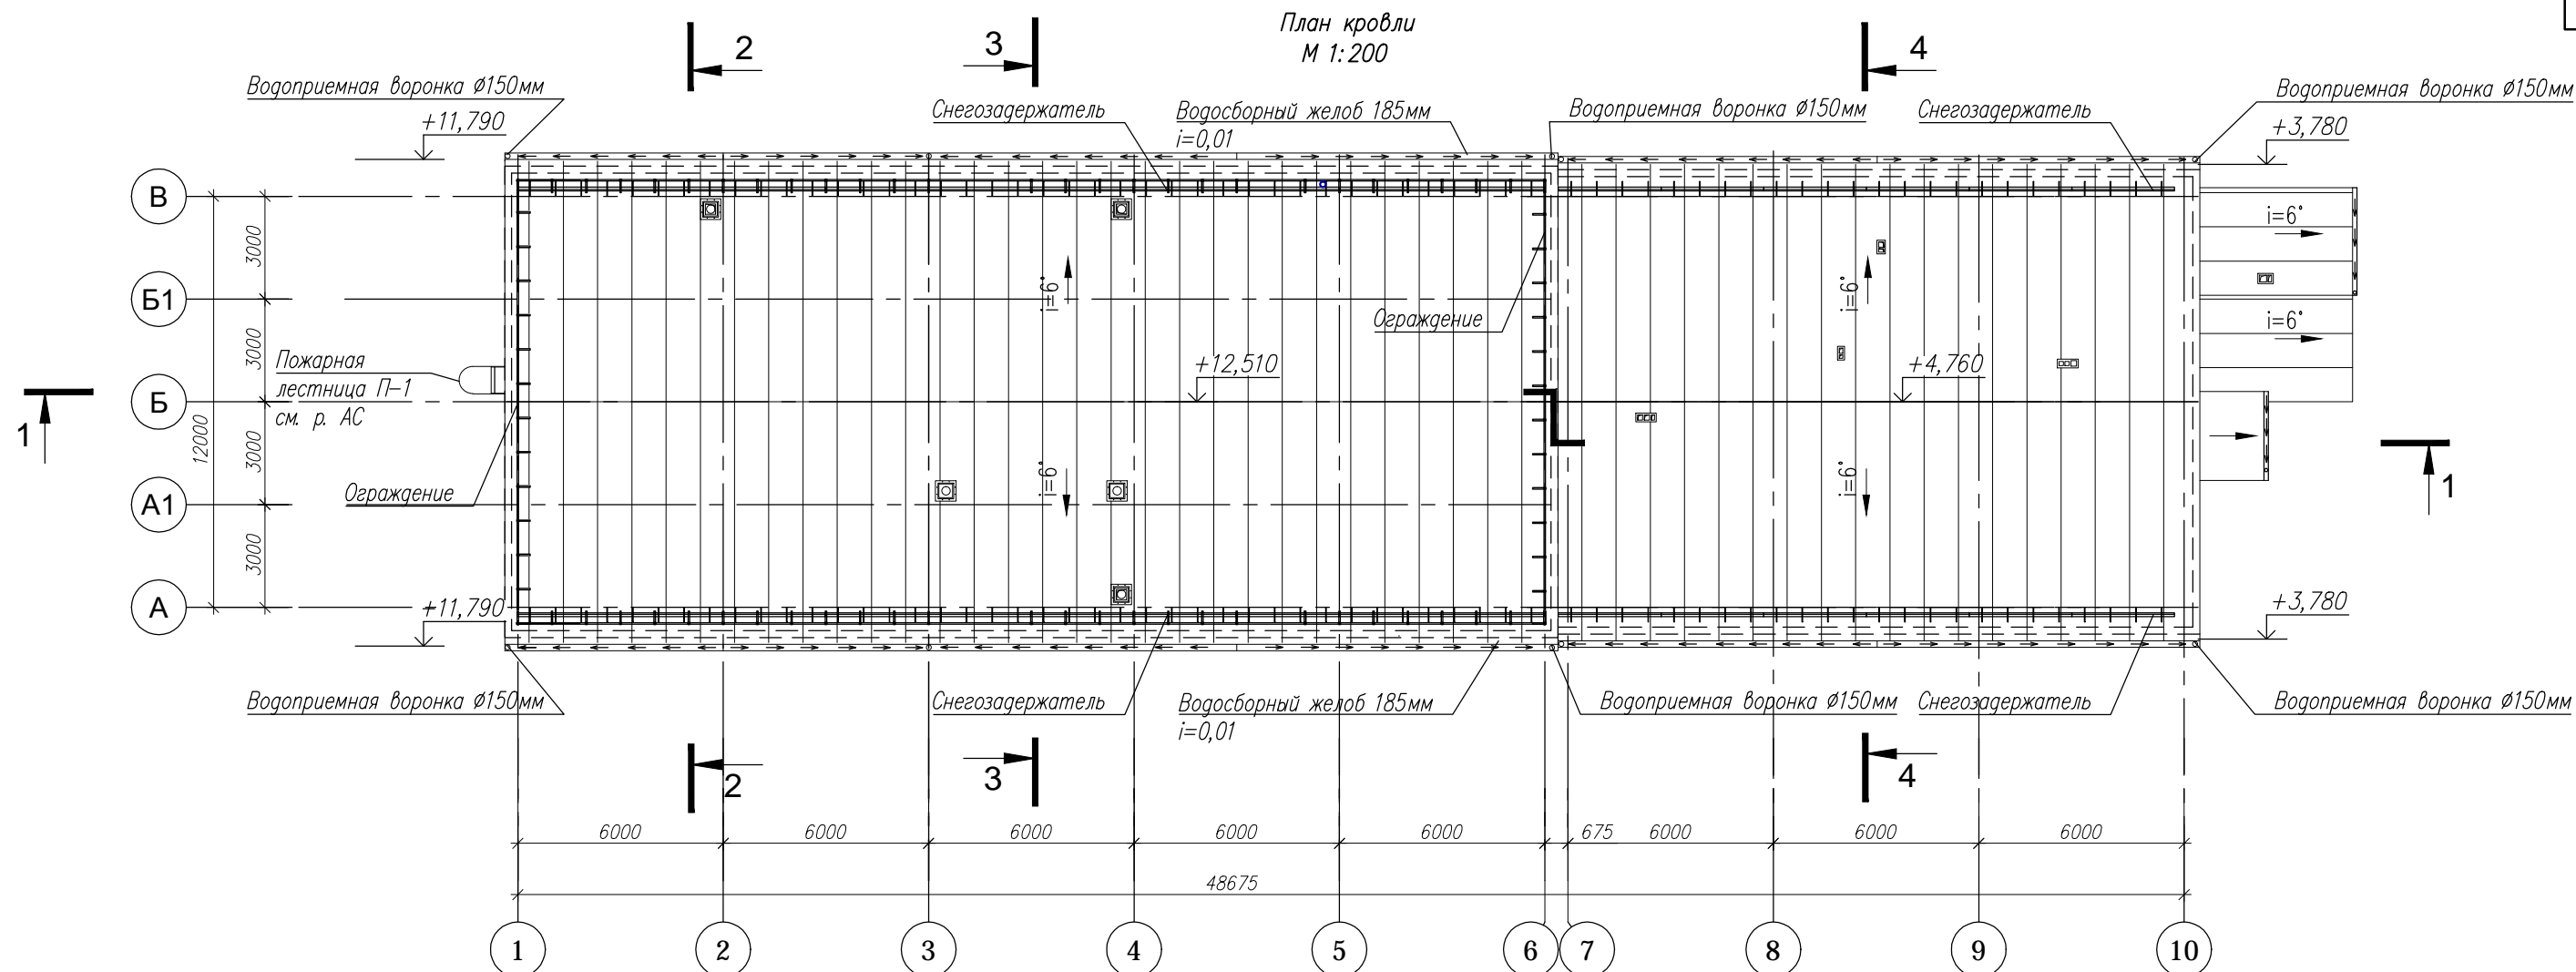 План кровли
М 1:200
2
3
4
Водоприемная воронка Ø150мм
+11,790
Снегозадержатель
Водосборный желоб 185мм
i=0,01
Водоприемная воронка Ø150мм
Снегозадержатель
Водоприемная воронка Ø150мм
+3,780
В
Б1
Б
А1
А
3000
3000
3000
3000
12000
i=6°
i=6°
i=6°
i=6°
i=6°
i=6°
Ограждение
Пожарная
лестница П-1
см. р. АС
+12,510
+4,760
1
1
Ограждение
+11,790
+3,780
Водоприемная воронка Ø150мм
Снегозадержатель
Водосборный желоб 185мм
i=0,01
Водоприемная воронка Ø150мм
Снегозадержатель
Водоприемная воронка Ø150мм
2
3
4
6000
6000
6000
6000
6000
675
6000
6000
6000
48675
1
2
3
4
5
6
7
8
9
10